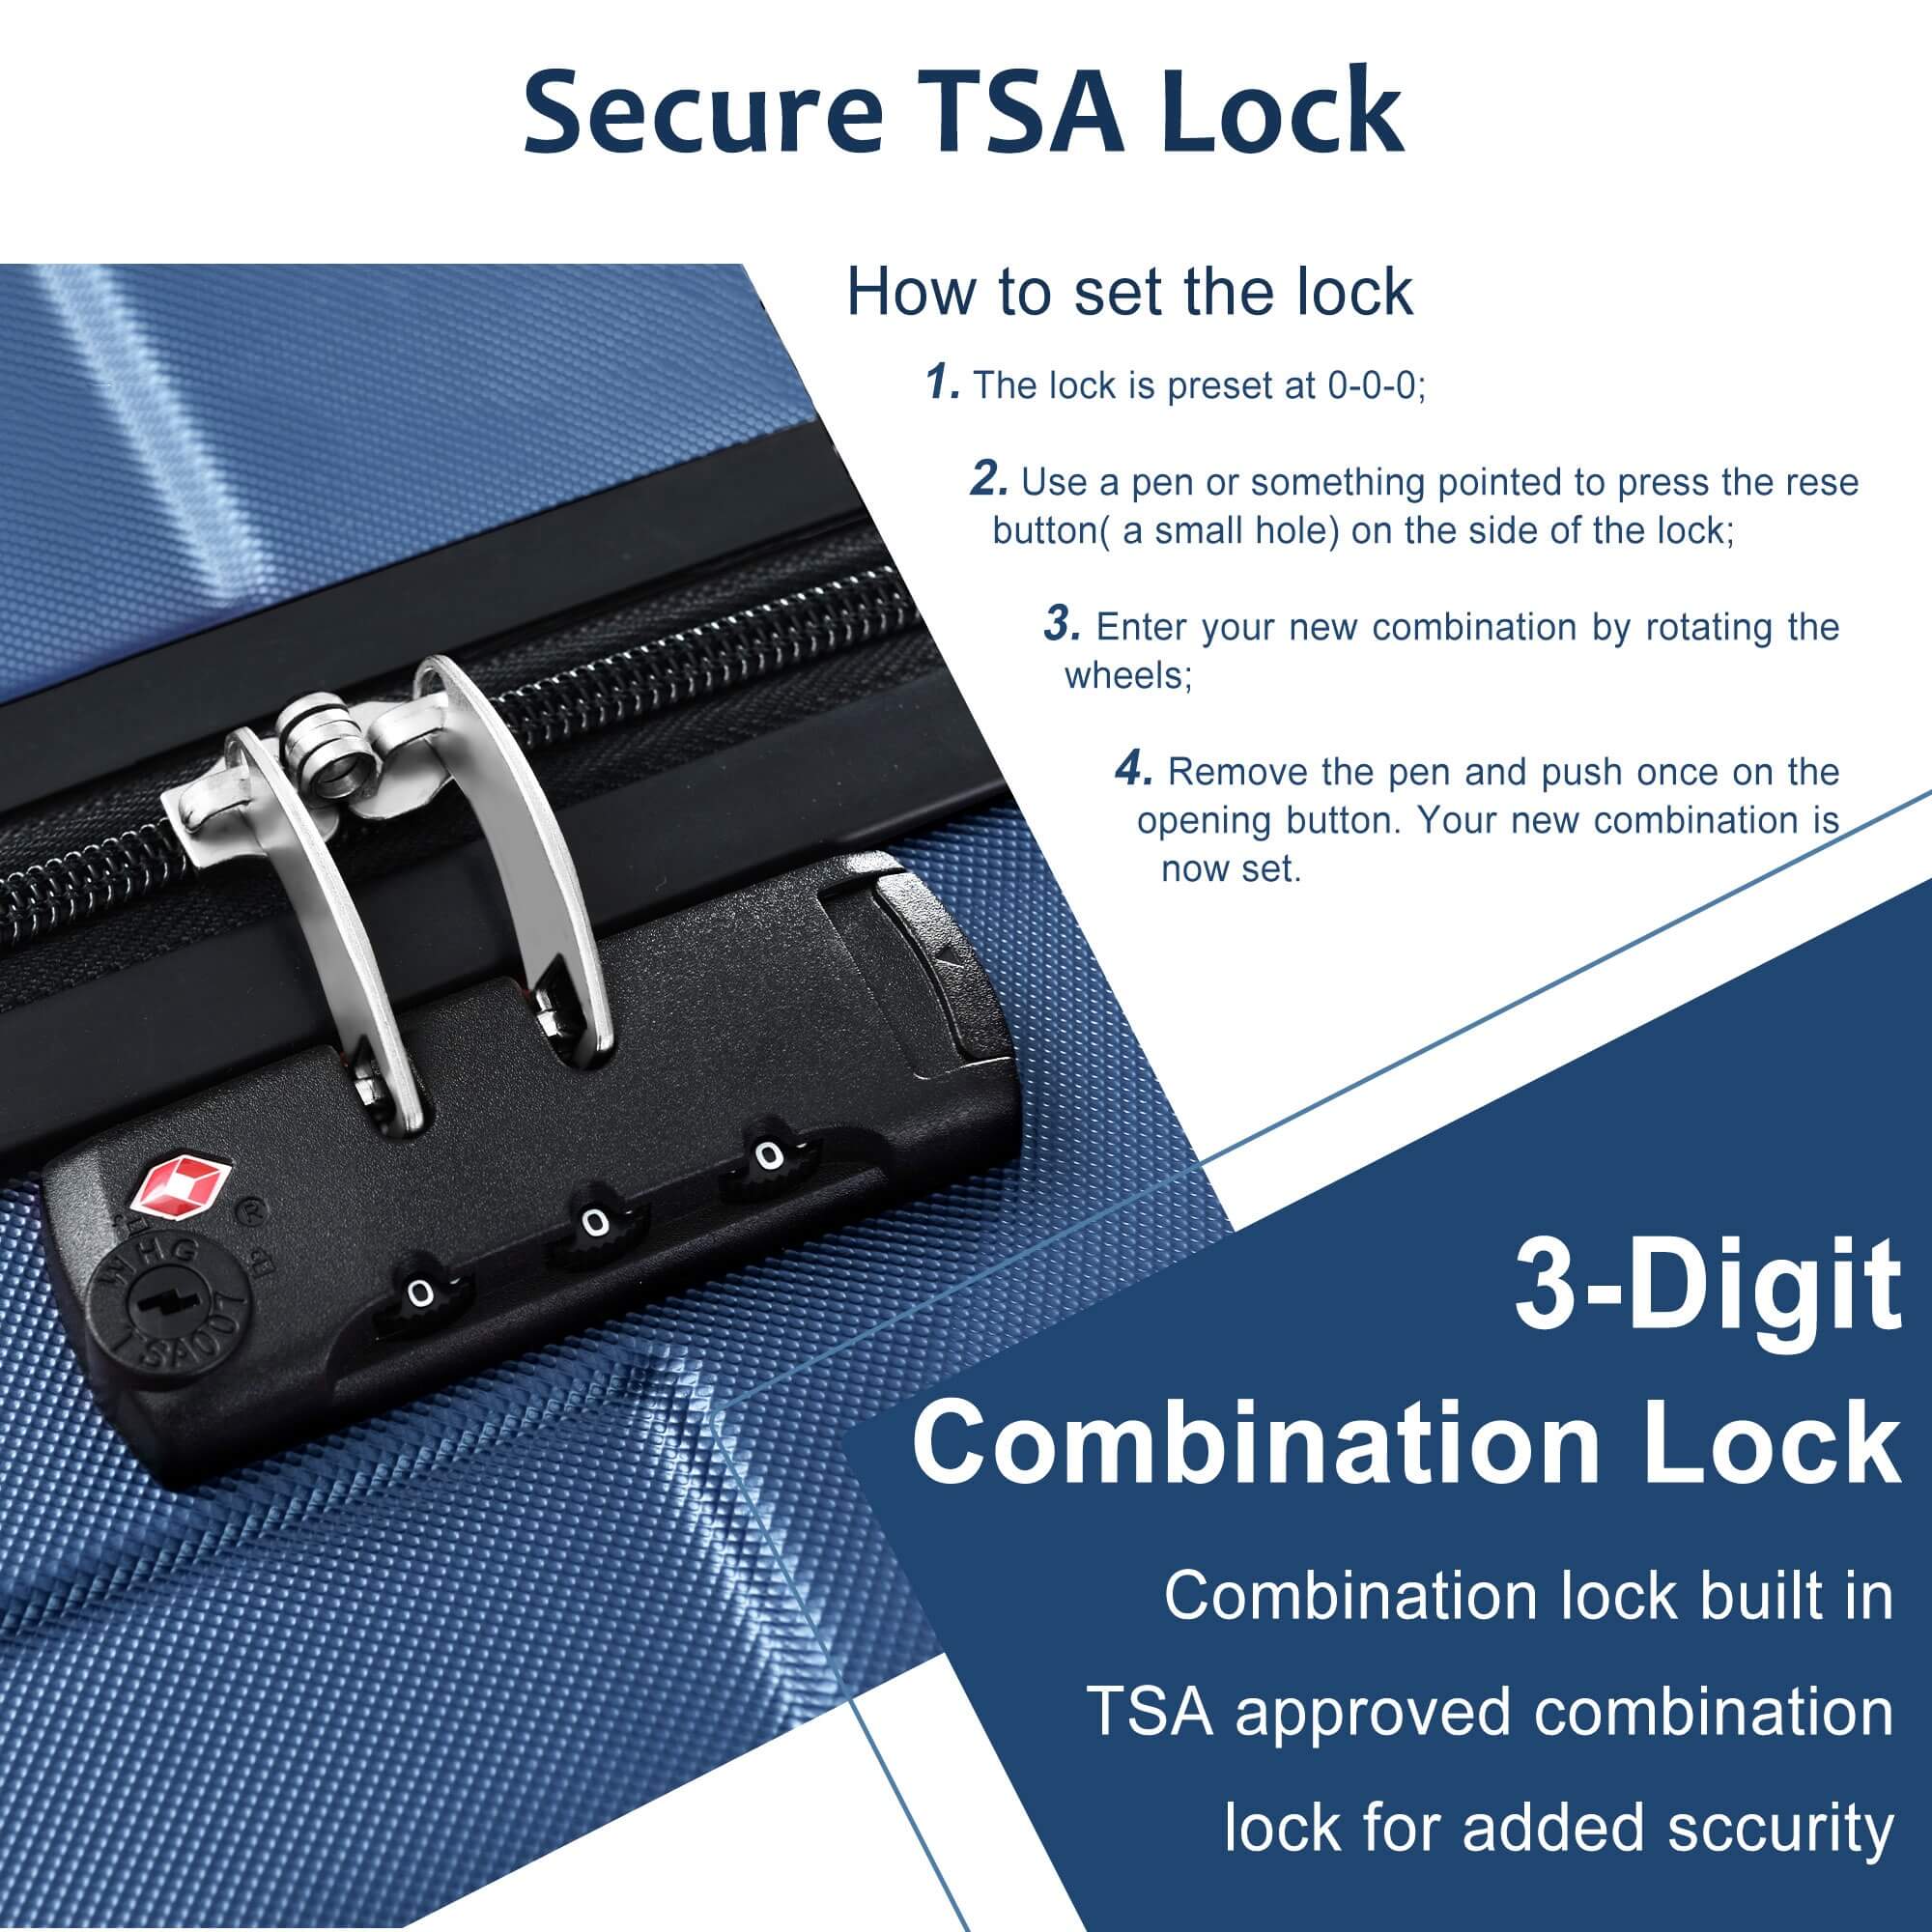 Secure TSA Lock
How to set the lock
1. The lock is preset at 0-0-0;
2. Use a pen or something pointed to press the rese
button( a small hole) on the side of the lock;
3. Enter your new combination by rotating the
wheels;
4. Remove the pen and push once on the
opening button. Your new combination is
now set.
®
WHG
TSA007
0
0
0
3-Digit
Combination Lock
Combination lock built in
TSA approved combination
lock for added sccurity